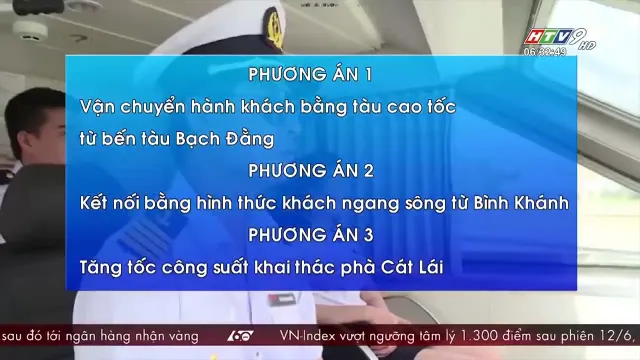 HTV9 HD
06:32:49
PHƯƠNG ÁN 1
Vận chuyển hành khách bằng tàu cao tốc
từ bến tàu Bạch Đằng
PHƯƠNG ÁN 2
Kết nối bằng hình thức khách ngang sông từ Bình Khánh
PHƯƠNG ÁN 3
Tăng tốc công suất khai thác phà Cát Lái
sau đó tới ngân hàng nhận vàng 60 VN-Index vượt ngưỡng tâm lý 1.300 điểm sau phiên 12/6,